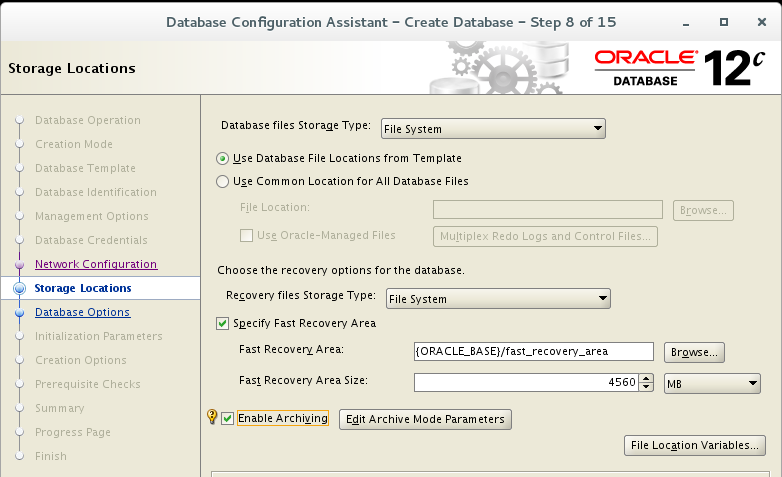 Database Configuration Assistant - Create Database - Step 8 of 15
Storage Locations
ORACLE
DATABASE
12c
Database Operation
Creation Mode
Database Template
Database Identification
Management Options
Database Credentials
Network Configuration
Storage Locations
Database Options
Initialization Parameters
Creation Options
Prerequisite Checks
Summary
Progress Page
Finish
Database files Storage Type: File System
Use Database File Locations from Template
Use Common Location for All Database Files
File Location: Browse...
Use Oracle-Managed Files Multiplex Redo Logs and Control Files...
Choose the recovery options for the database.
Recovery files Storage Type: File System
Specify Fast Recovery Area
Fast Recovery Area: {ORACLE_BASE}/fast_recovery_area Browse...
Fast Recovery Area Size: 4560 MB
Enable Archiving Edit Archive Mode Parameters
File Location Variables...